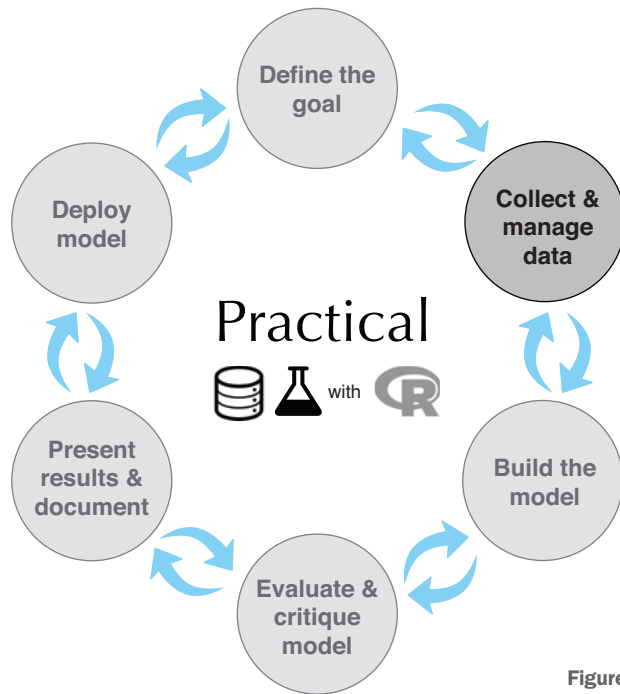 Define the
goal
Collect &
manage
data
Deploy
model
Practical
with R
Present
results &
document
Build the
model
Evaluate &
critique
model
Figure